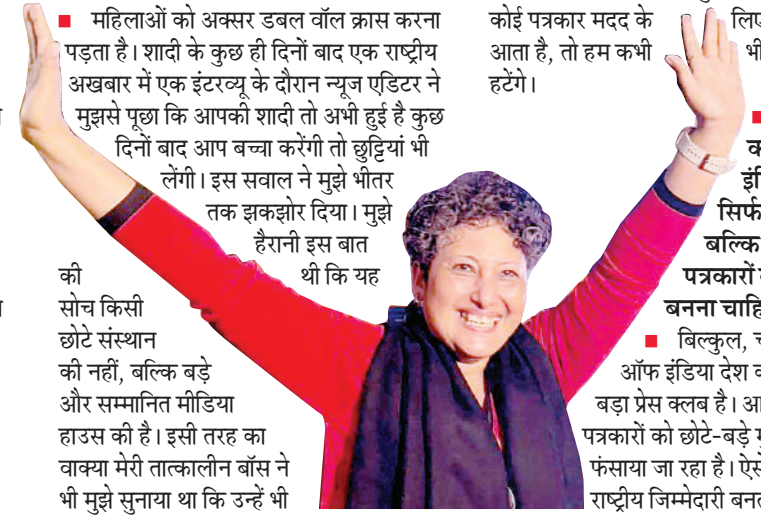 ■ महिलाओं को अक्सर डबल वॉल क्रास करना
पड़ता है। शादी के कुछ ही दिनों बाद एक राष्ट्रीय
अखबार में एक इंटरव्यू के दौरान न्यूज एडिटर ने
मुझसे पूछा कि आपकी शादी तो अभी हुई है कुछ
दिनों बाद आप बच्चा करेंगी तो छुट्टियां भी
लेंगी। इस सवाल ने मुझे भीतर
तक झकझोर दिया। मुझे
हैरानी इस बात
की थी कि यह
सोच किसी
छोटे संस्थान
की नहीं, बल्कि बड़े
और सम्मानित मीडिया
हाउस की है। इसी तरह का
वाक्या मेरी तात्कालीन बॉस ने
भी मुझे सुनाया था कि उन्हें भी
कोई पत्रकार मदद के लिए
आता है, तो हम कभी भी
हटेंगे।
■
सिर्फ
बल्कि
पत्रकारों
बनना
■ बिल्कुल,
ऑफ इंडिया देश
बड़ा प्रेस क्लब है।
पत्रकारों को छोटे-बड़े
फंसाया जा रहा है।
राष्ट्रीय जिम्मेदारी